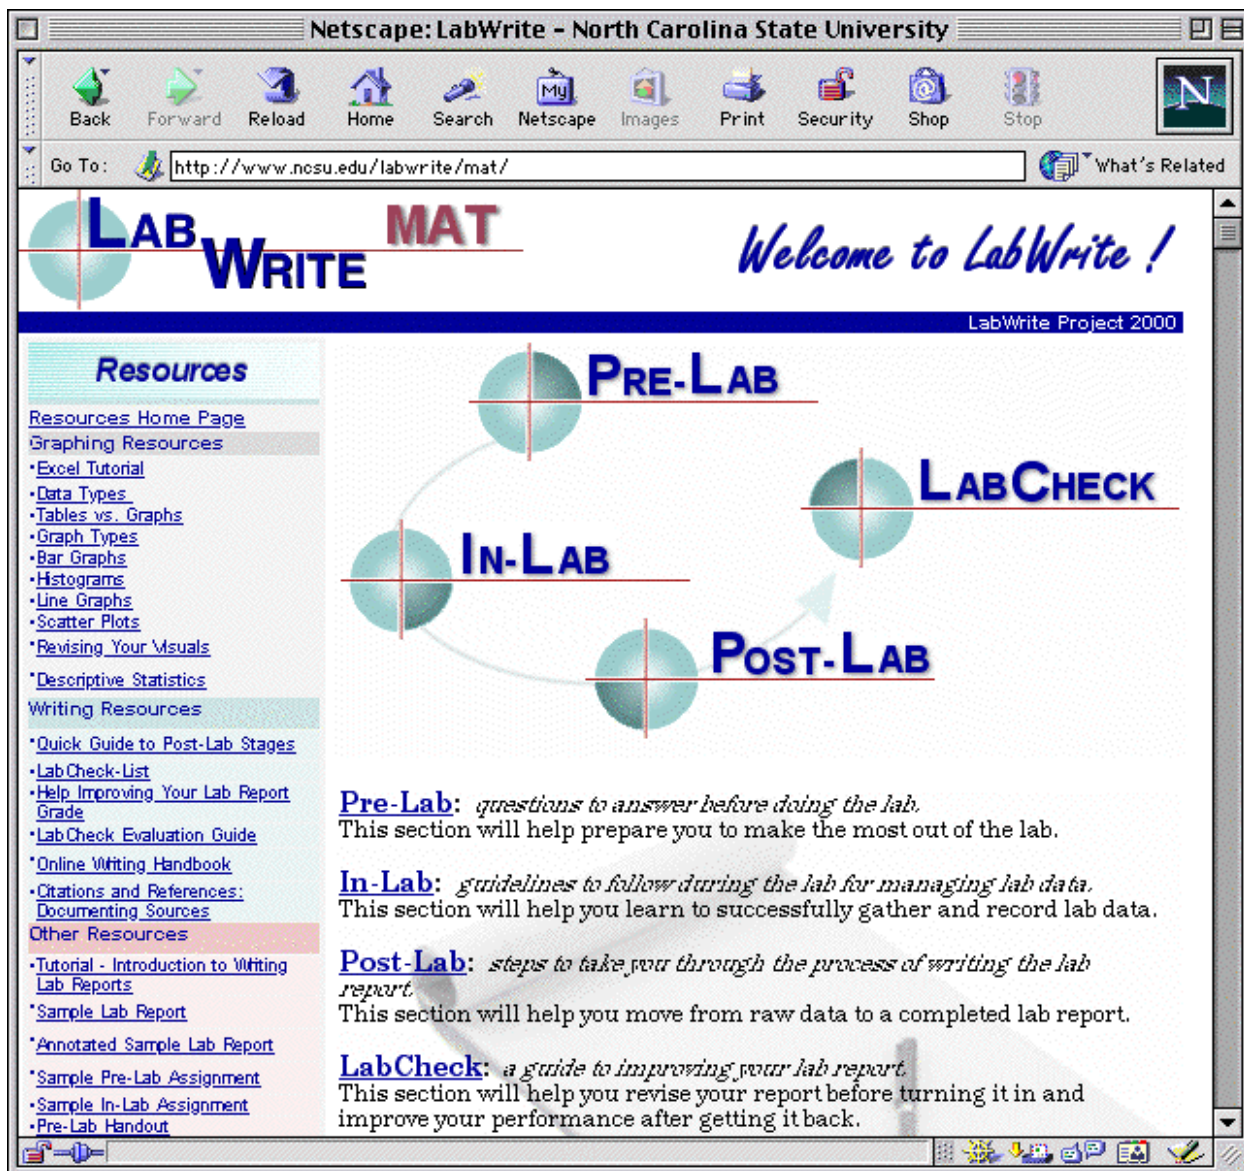 Netscape: LabWrite - North Carolina State University
Back Forward Reload Home Search Netscape Images Print Security Shop Stop
My
N
Go To: http://www.ncsu.edu/labwrite/mat/ What's Related
LAB WRITE MAT
Welcome to LabWrite !
LabWrite Project 2000
Resources
Resources Home Page
Graphing Resources
•Excel Tutorial
•Data Types
•Tables vs. Graphs
•Graph Types
•Bar Graphs
•Histograms
•Line Graphs
•Scatter Plots
•Revising Your Visuals
•Descriptive Statistics
Writing Resources
•Quick Guide to Post-Lab Stages
•LabCheck-List
•Help Improving Your Lab Report
Grade
•LabCheck Evaluation Guide
•Online Writing Handbook
•Citations and References:
Documenting Sources
Other Resources
•Tutorial - Introduction to Writing
Lab Reports
•Sample Lab Report
•Annotated Sample Lab Report
•Sample Pre-Lab Assignment
•Sample In-Lab Assignment
•Pre-Lab Handout
PRE-LAB
LABCHECK
IN-LAB
POST-LAB
Pre-Lab: questions to answer before doing the lab.
This section will help prepare you to make the most out of the lab.
In-Lab: guidelines to follow during the lab for managing lab data.
This section will help you learn to successfully gather and record lab data.
Post-Lab: steps to take you through the process of writing the lab
report.
This section will help you move from raw data to a completed lab report.
LabCheck: a guide to improving your lab report.
This section will help you revise your report before turning it in and
improve your performance after getting it back.